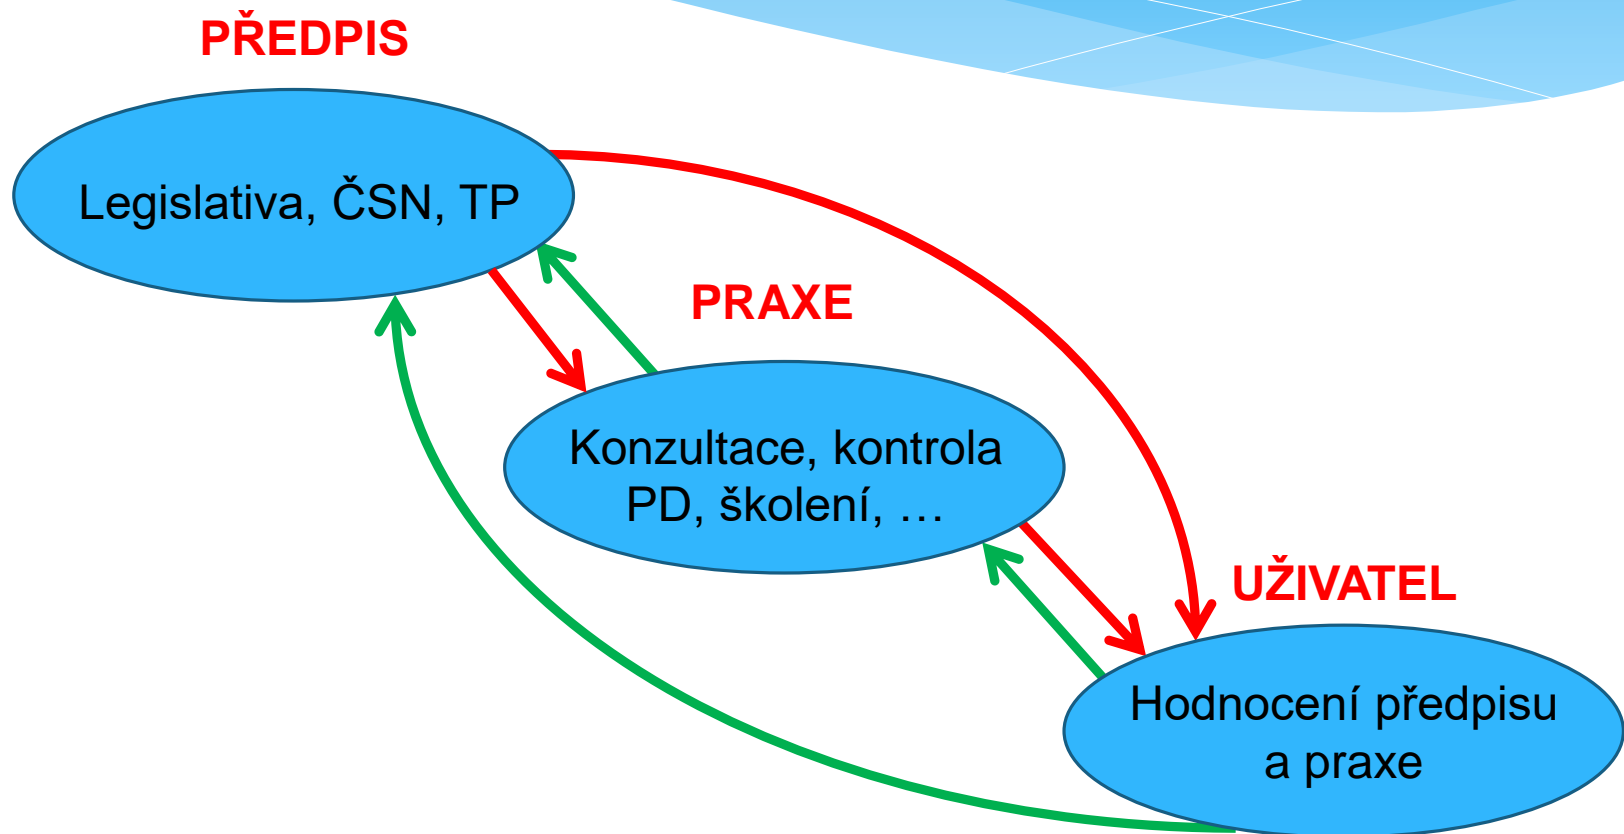 PŘEDPIS
Legislativa, ČSN, TP
PRAXE
Konzultace, kontrola
PD, školení, …
UŽIVATEL
Hodnocení předpisu
a praxe